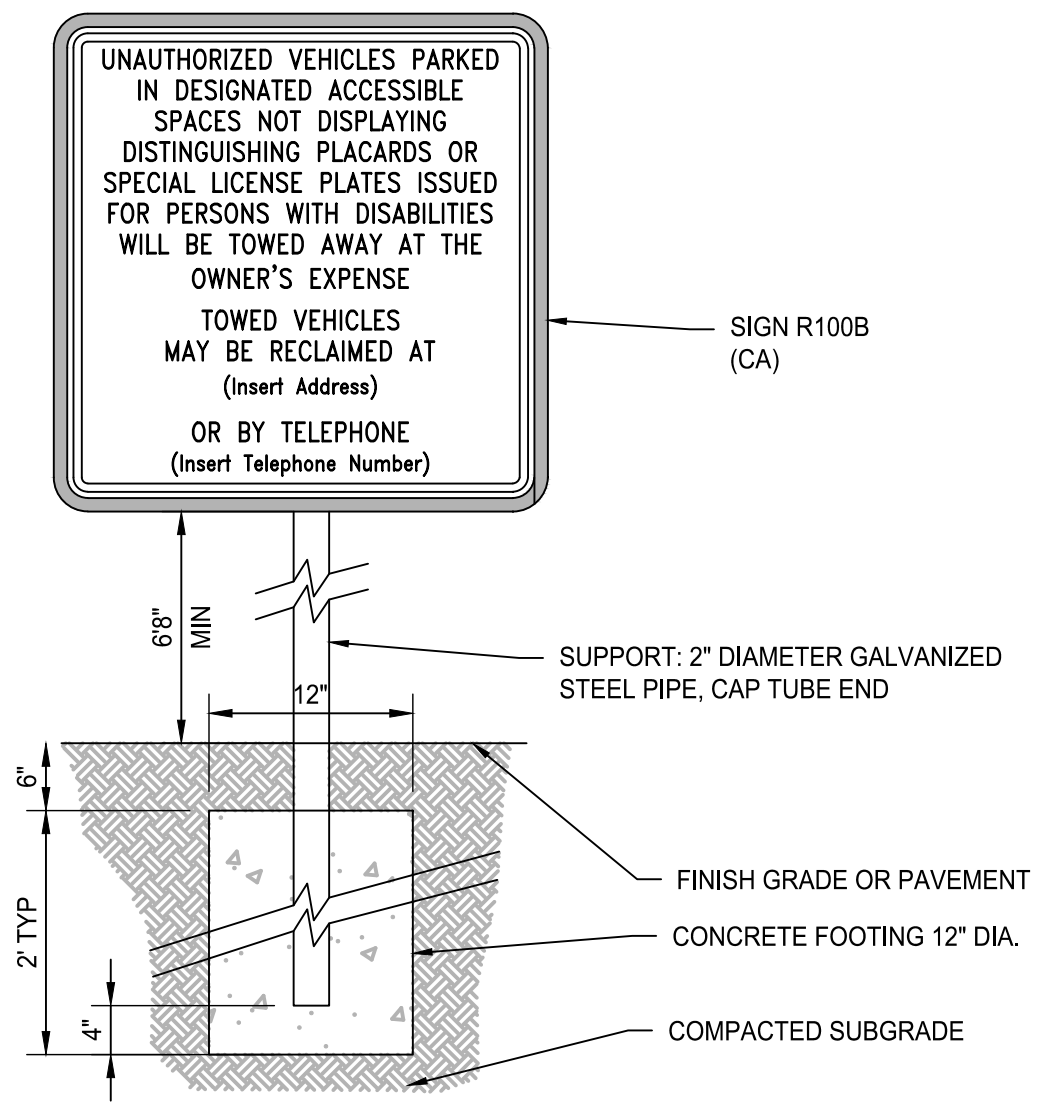 UNAUTHORIZED VEHICLES PARKED
IN DESIGNATED ACCESSIBLE
SPACES NOT DISPLAYING
DISTINGUISHING PLACARDS OR
SPECIAL LICENSE PLATES ISSUED
FOR PERSONS WITH DISABILITIES
WILL BE TOWED AWAY AT THE
OWNER'S EXPENSE
TOWED VEHICLES
MAY BE RECLAIMED AT
(Insert Address)
OR BY TELEPHONE
(Insert Telephone Number)
SIGN R100B
(CA)
6'8"
MIN
SUPPORT: 2" DIAMETER GALVANIZED
STEEL PIPE, CAP TUBE END
12"
6"
2' TYP
4"
FINISH GRADE OR PAVEMENT
CONCRETE FOOTING 12" DIA.
COMPACTED SUBGRADE